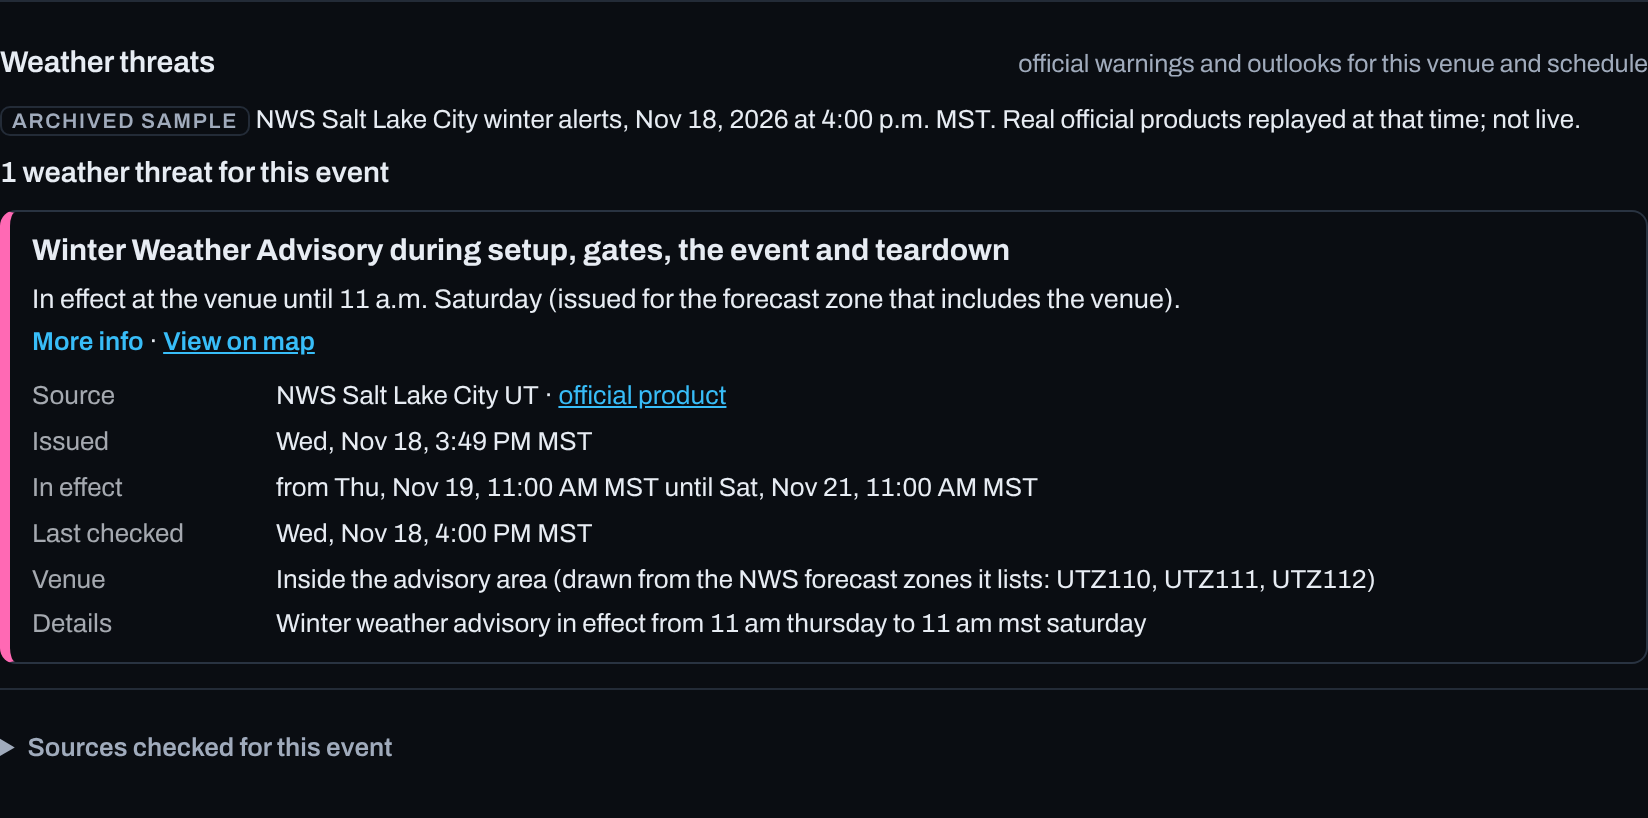 Weather threats
official warnings and outlooks for this venue and schedule
ARCHIVED SAMPLE NWS Salt Lake City winter alerts, Nov 18, 2026 at 4:00 p.m. MST. Real official products replayed at that time; not live.
1 weather threat for this event
Winter Weather Advisory during setup, gates, the event and teardown
In effect at the venue until 11 a.m. Saturday (issued for the forecast zone that includes the venue).
More info · View on map
Source NWS Salt Lake City UT · official product
Issued Wed, Nov 18, 3:49 PM MST
In effect from Thu, Nov 19, 11:00 AM MST until Sat, Nov 21, 11:00 AM MST
Last checked Wed, Nov 18, 4:00 PM MST
Venue Inside the advisory area (drawn from the NWS forecast zones it lists: UTZ110, UTZ111, UTZ112)
Details Winter weather advisory in effect from 11 am thursday to 11 am mst saturday
Sources checked for this event